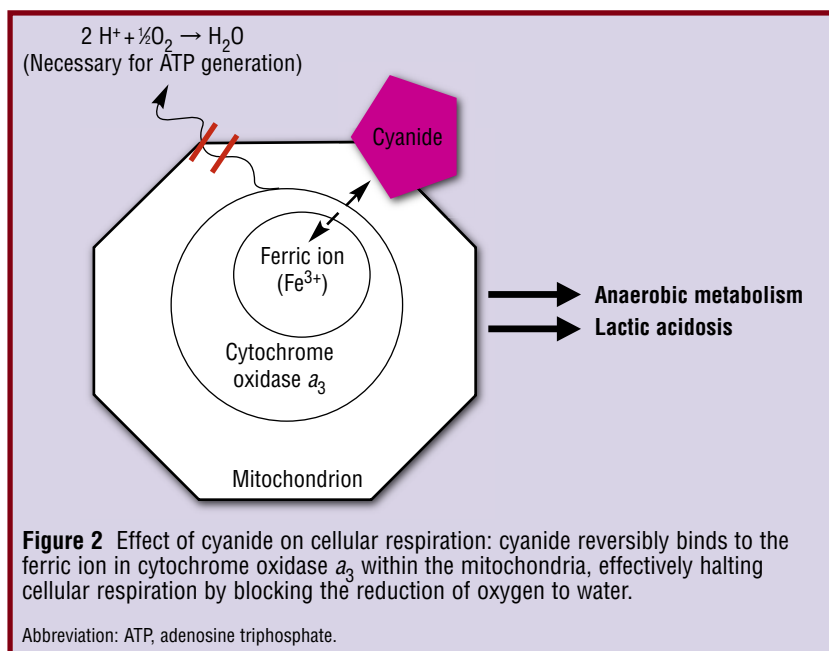 2 H⁺ + ½O₂ → H₂O
(Necessary for ATP generation)
Cyanide
Ferric ion
(Fe³⁺)
Cytochrome
oxidase a₃
Mitochondrion
Anaerobic metabolism
Lactic acidosis
Figure 2 Effect of cyanide on cellular respiration: cyanide reversibly binds to the
ferric ion in cytochrome oxidase a₃ within the mitochondria, effectively halting
cellular respiration by blocking the reduction of oxygen to water.
Abbreviation: ATP, adenosine triphosphate.